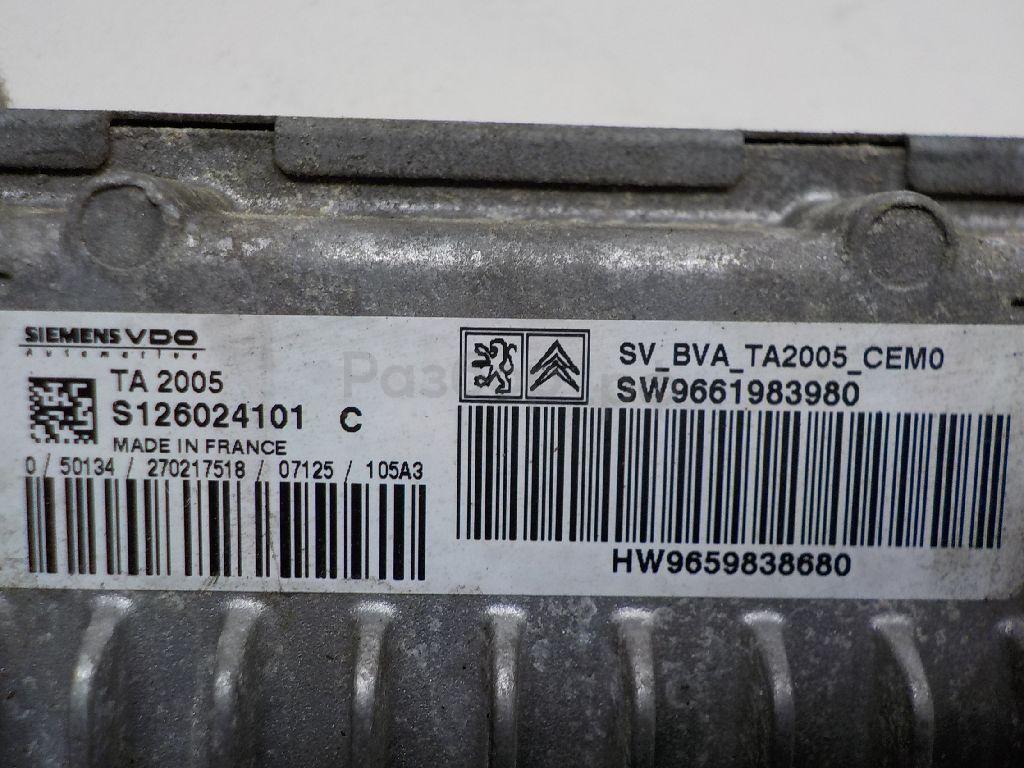 SIEMENS VDO
Automotive
TA 2005
S126024101 C
MADE IN FRANCE
0 / 50134 / 270217518 / 07125 / 105A3
SV_BVA_TA2005_CEM0
SW9661983980
HW9659838680